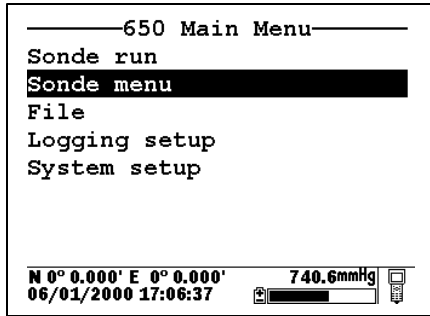 650 Main Menu
Sonde run
Sonde menu
File
Logging setup
System setup
N 0° 0.000' E 0° 0.000' 740.6mmHg
06/01/2000 17:06:37